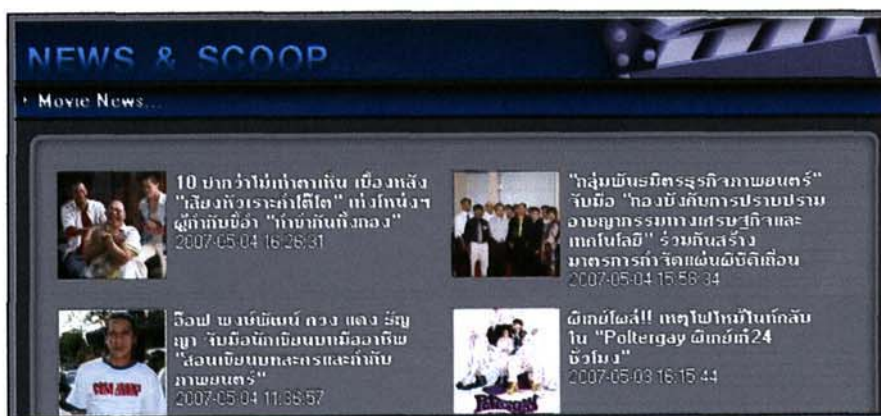 NEWS & SCOOP
Movie News...
10 ปากว่าไม่เท่าตาเห็น เบื้องหลัง
"เสียงหัวเราะก๊ากโต" เท่งโหน่งฯ
ผู้กำกับขี้อำ "ทำขำกันทั้งกอง"
2007-05-04 16:26:31
"กลุ่มพันธมิตรธุรกิจภาพยนตร์"
จับมือ "กองบังคับการปราบปราม
อาชญากรรมทางเศรษฐกิจและ
เทคโนโลยี" ร่วมกันสร้าง
มาตรการกำจัดแผ่นผีซีดีเถื่อน
2007-05-04 15:56:34
อ๊อฟ พงษ์พัฒน์ ควง แดง ธัญ
ญา จับมือนักเขียนบทมืออาชีพ
"สอนเขียนบทละครและกำกับ
ภาพยนตร์"
2007-05-04 11:38:57
ผีเกย์โผล่!! เหตุไฟไหม้ไนท์คลับ
ใน "Poltergay ผีเกย์เก๋24
ชั่วโมง"
2007-05-03 16:15:44
POLTERGAY